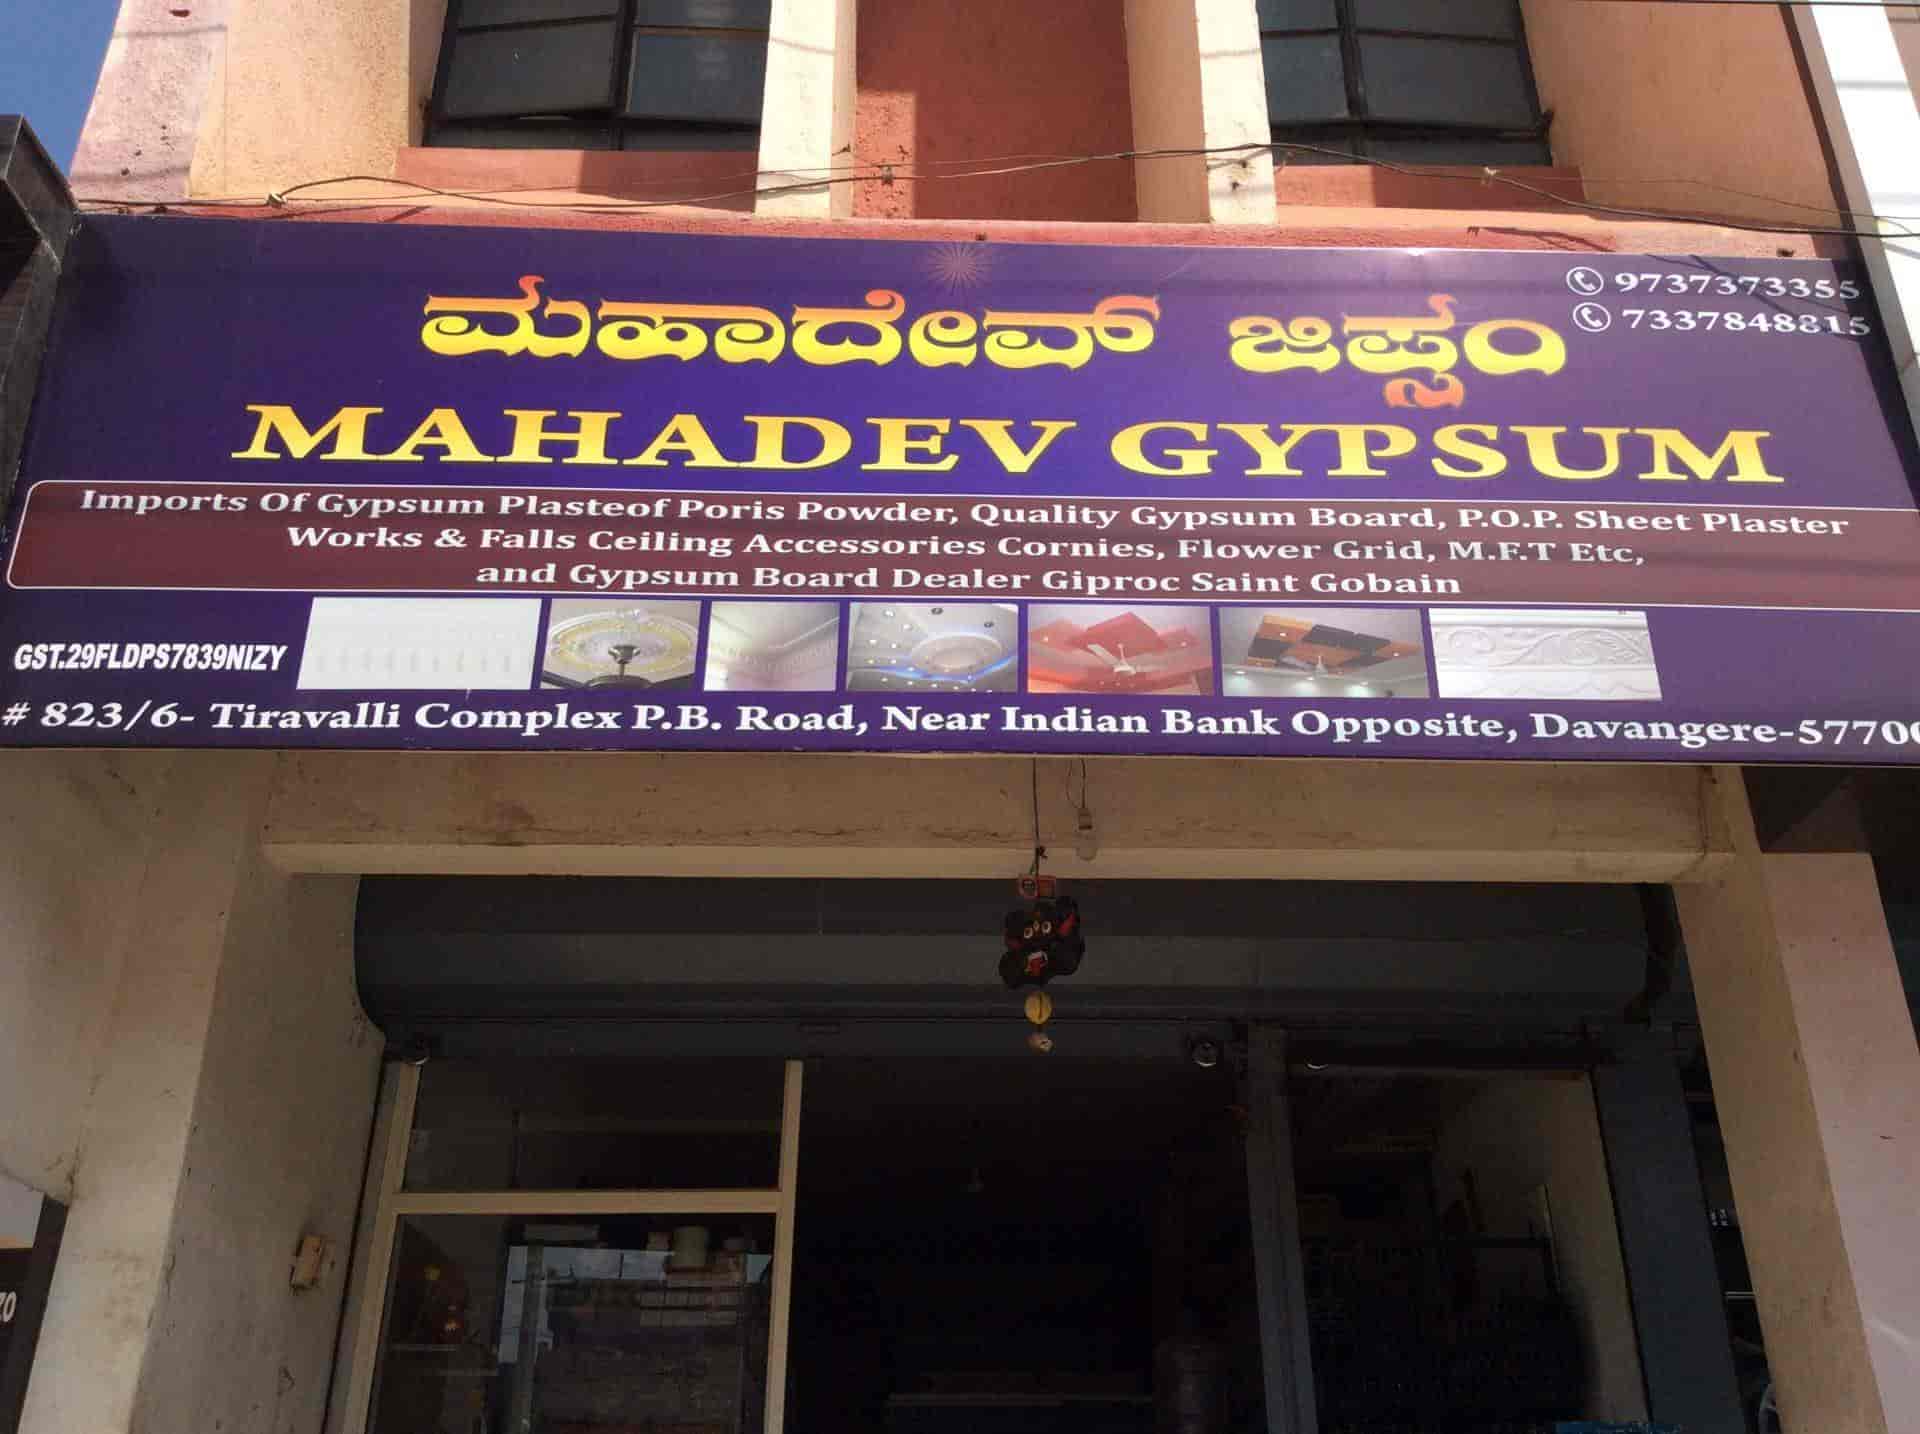 9737373355
7337848815
ಮಹಾದೇವ್ ಜಿಪ್ಸಂ
MAHADEV GYPSUM
Imports Of Gypsum Plasteof Poris Powder, Quality Gypsum Board, P.O.P. Sheet Plaster
Works & Falls Ceiling Accessories Cornies, Flower Grid, M.F.T Etc,
and Gypsum Board Dealer Giproc Saint Gobain
GST.29FLDPS7839NIZY
# 823/6- Tiravalli Complex P.B. Road, Near Indian Bank Opposite, Davangere-57700